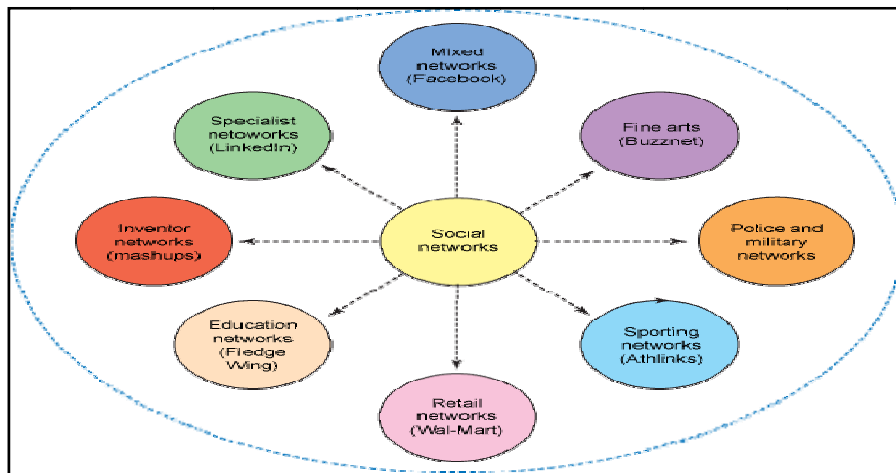 Mixed
networks
(Facebook)
Specialist
netoworks
(LinkedIn)
Fine arts
(Buzznet)
Inventor
networks
(mashups)
Social
networks
Police and
military
networks
Education
networks
(Fledge
Wing)
Sporting
networks
(Athlinks)
Retail
networks
(Wal-Mart)